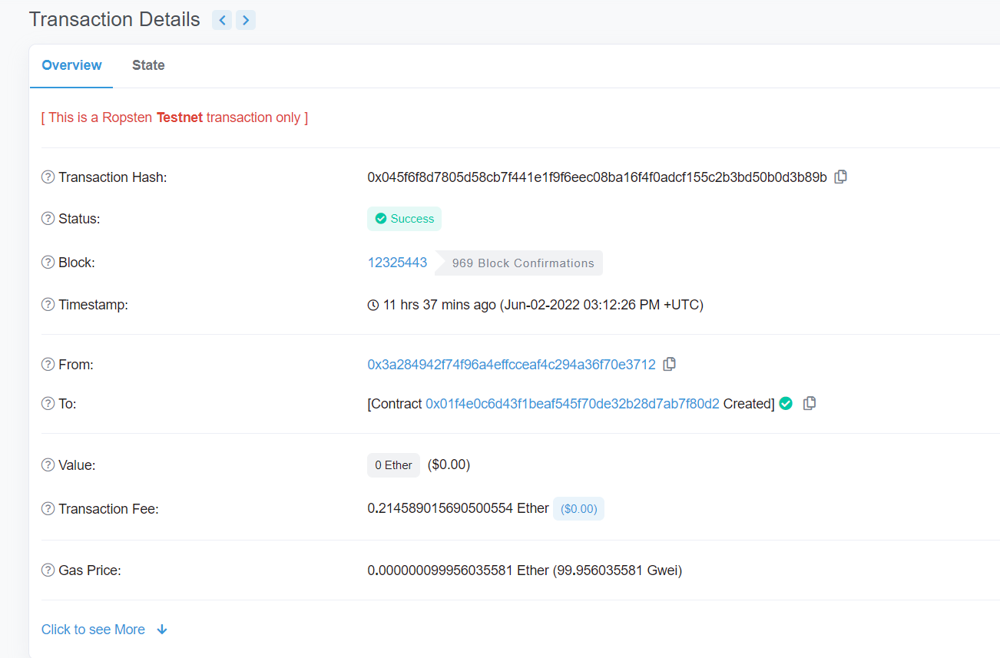 Transaction Details
Overview State
[ This is a Ropsten Testnet transaction only ]
Transaction Hash: 0x045f6f8d7805d58cb7f441e1f9f6eec08ba16f4f0adcf155c2b3bd50b0d3b89b
Status: Success
Block: 12325443 969 Block Confirmations
Timestamp: 11 hrs 37 mins ago (Jun-02-2022 03:12:26 PM +UTC)
From: 0x3a284942f74f96a4effcceaf4c294a36f70e3712
To: [Contract 0x01f4e0c6d43f1beaf545f70de32b28d7ab7f80d2 Created]
Value: 0 Ether ($0.00)
Transaction Fee: 0.214589015690500554 Ether ($0.00)
Gas Price: 0.000000099956035581 Ether (99.956035581 Gwei)
Click to see More